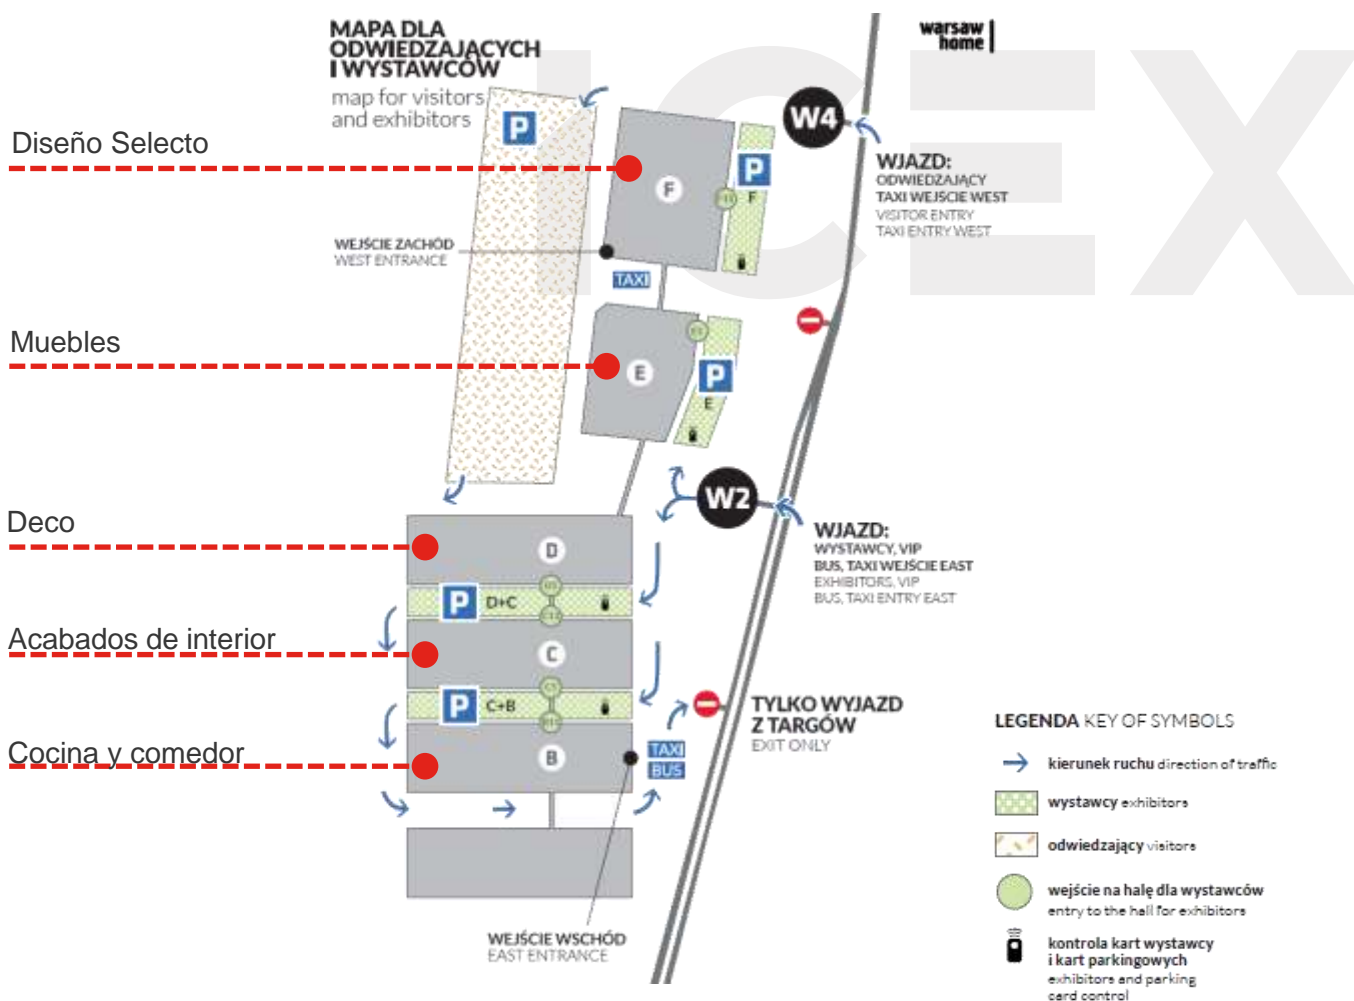 MAPA DLA
ODWIEDZAJĄCYCH
I WYSTAWCÓW
map for visitors
and exhibitors
warsaw
home
ICEX
P
W4
Diseño Selecto
P
F
F
WJAZD:
ODWIEDZAJĄCY
TAXI WEJŚCIE WEST
VISITOR ENTRY
TAXI ENTRY WEST
WEJŚCIE ZACHÓD
WEST ENTRANCE
TAXI
Muebles
E
P
E
W2
Deco
D
WJAZD:
WYSTAWCY, VIP
BUS, TAXI WEJŚCIE EAST
EXHIBITORS, VIP
BUS, TAXI ENTRY EAST
P
D+C
Acabados de interior
C
P
C+B
TYLKO WYJAZD
Z TARGÓW
EXIT ONLY
Cocina y comedor
B
TAXI
BUS
WEJŚCIE WSCHÓD
EAST ENTRANCE
LEGENDA KEY OF SYMBOLS
kierunek ruchu direction of traffic
wystawcy exhibitors
odwiedzający visitors
wejście na halę dla wystawców
entry to the hall for exhibitors
kontrola kart wystawcy
i kart parkingowych
exhibitors and parking
card control